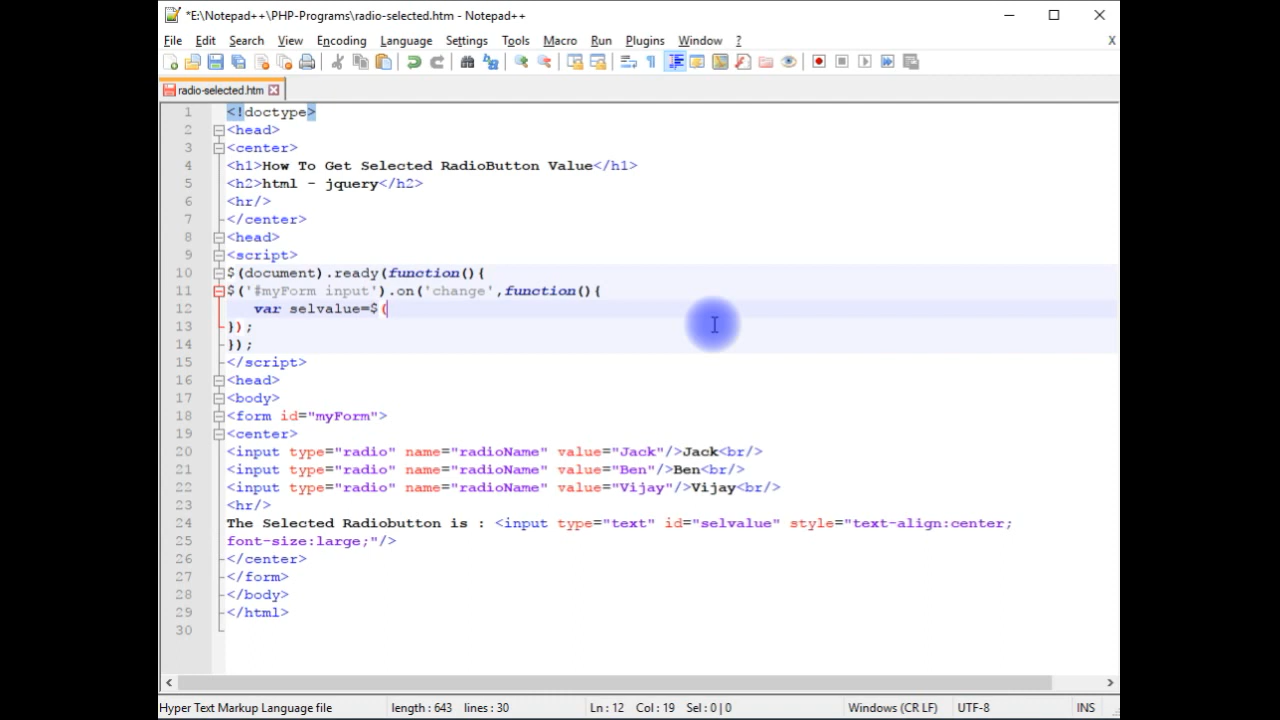 *E:\Notepad++\PHP-Programs\radio-selected.htm - Notepad++
File Edit Search View Encoding Language Settings Tools Macro Run Plugins Window ? X
radio-selected.htm
1 <!doctype>
2 <head>
3 <center>
4 <h1>How To Get Selected RadioButton Value</h1>
5 <h2>html - jquery</h2>
6 <hr/>
7 </center>
8 <head>
9 <script>
10 $(document).ready(function(){
11 $('#myForm input').on('change',function(){
12 var selvalue=$(
13 });
14 });
15 </script>
16 <head>
17 <body>
18 <form id="myForm">
19 <center>
20 <input type="radio" name="radioName" value="Jack"/>Jack<br/>
21 <input type="radio" name="radioName" value="Ben"/>Ben<br/>
22 <input type="radio" name="radioName" value="Vijay"/>Vijay<br/>
23 <hr/>
24 The Selected Radiobutton is : <input type="text" id="selvalue" style="text-align:center;
25 font-size:large;"/>
26 </center>
27 </form>
28 </body>
29 </html>
30
Hyper Text Markup Language file length : 643 lines : 30 Ln : 12 Col : 19 Sel : 0 | 0 Windows (CR LF) UTF-8 INS